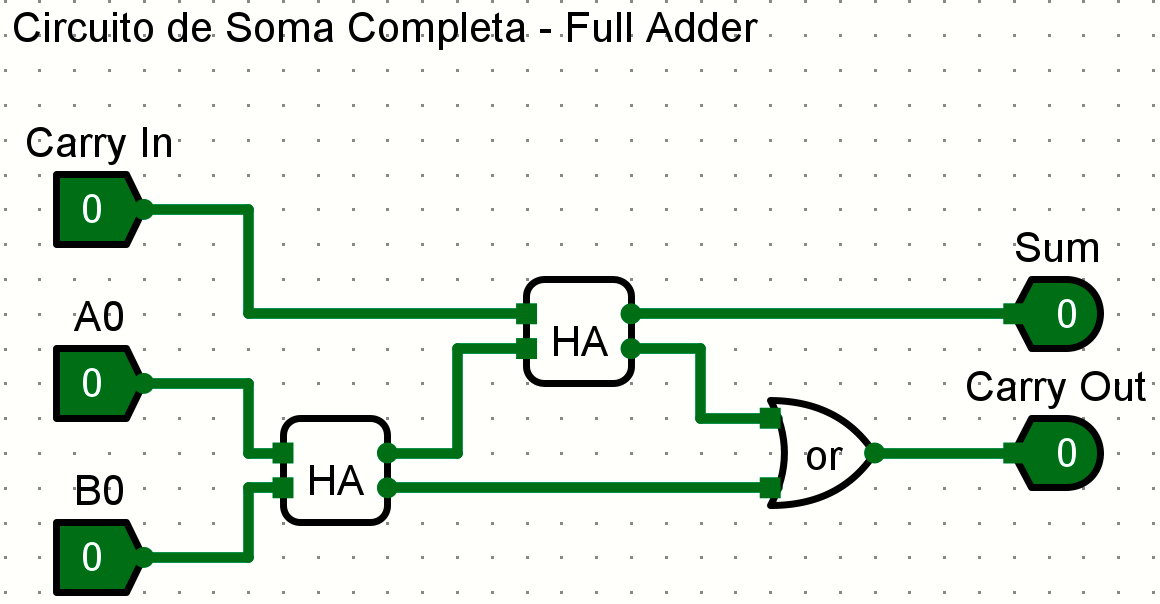 Circuito de Soma Completa - Full Adder
Carry In
0
A0
0
B0
0
HA
HA
or
Sum
0
Carry Out
0